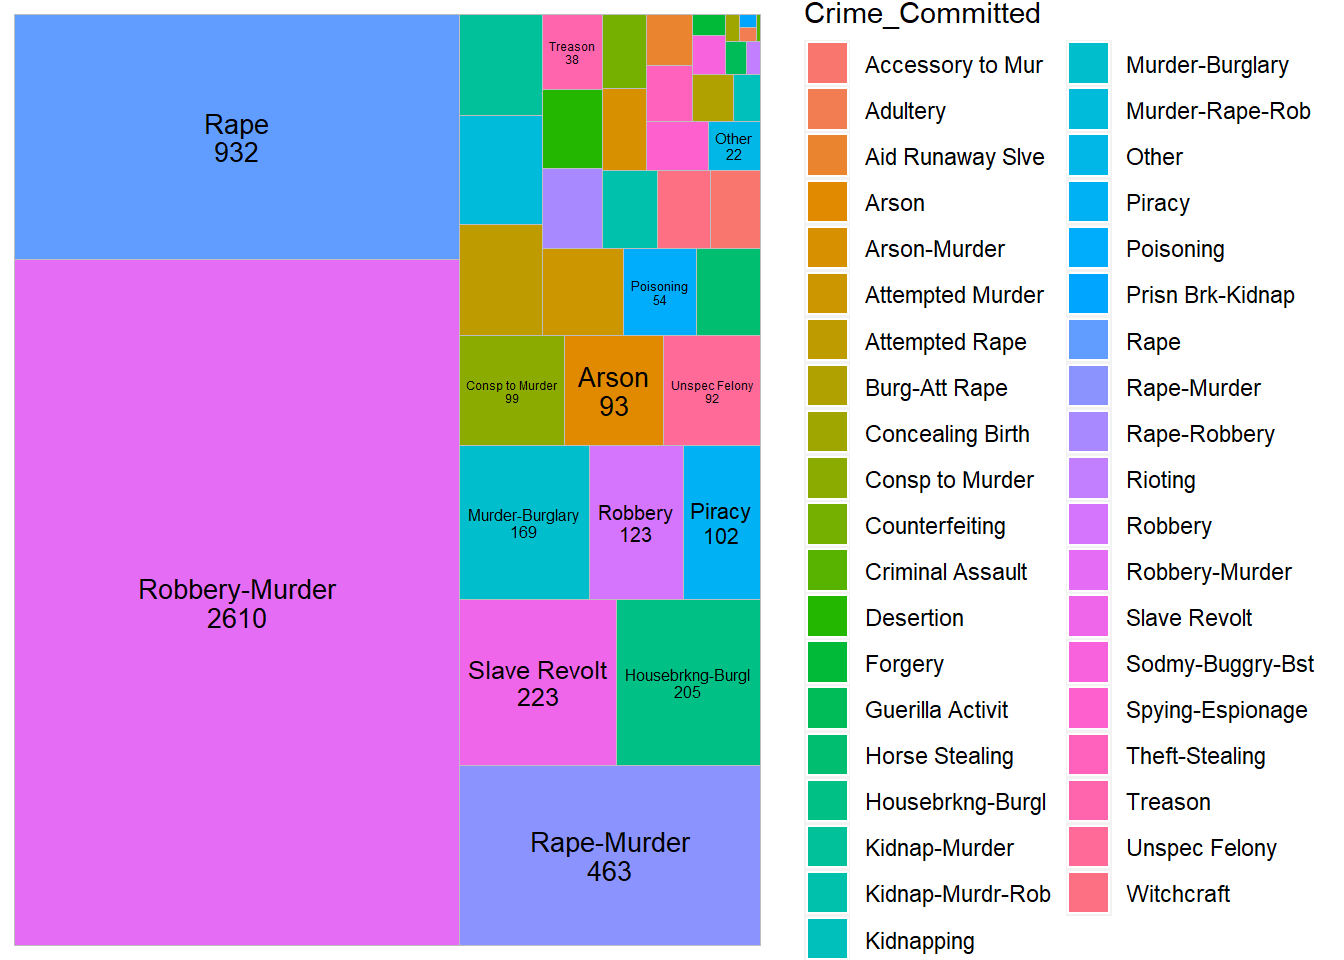 Rape
932
Robbery-Murder
2610
Treason
38
Other
22
Poisoning
54
Consp to Murder
99
Arson
93
Unspec Felony
92
Murder-Burglary
169
Robbery
123
Piracy
102
Slave Revolt
223
Housebrkng-Burgl
205
Rape-Murder
463
Crime_Committed
Accessory to Mur
Adultery
Aid Runaway Slve
Arson
Arson-Murder
Attempted Murder
Attempted Rape
Burg-Att Rape
Concealing Birth
Consp to Murder
Counterfeiting
Criminal Assault
Desertion
Forgery
Guerilla Activit
Horse Stealing
Housebrkng-Burgl
Kidnap-Murder
Kidnap-Murdr-Rob
Kidnapping
Murder-Burglary
Murder-Rape-Rob
Other
Piracy
Poisoning
Prisn Brk-Kidnap
Rape
Rape-Murder
Rape-Robbery
Rioting
Robbery
Robbery-Murder
Slave Revolt
Sodmy-Buggry-Bst
Spying-Espionage
Theft-Stealing
Treason
Unspec Felony
Witchcraft